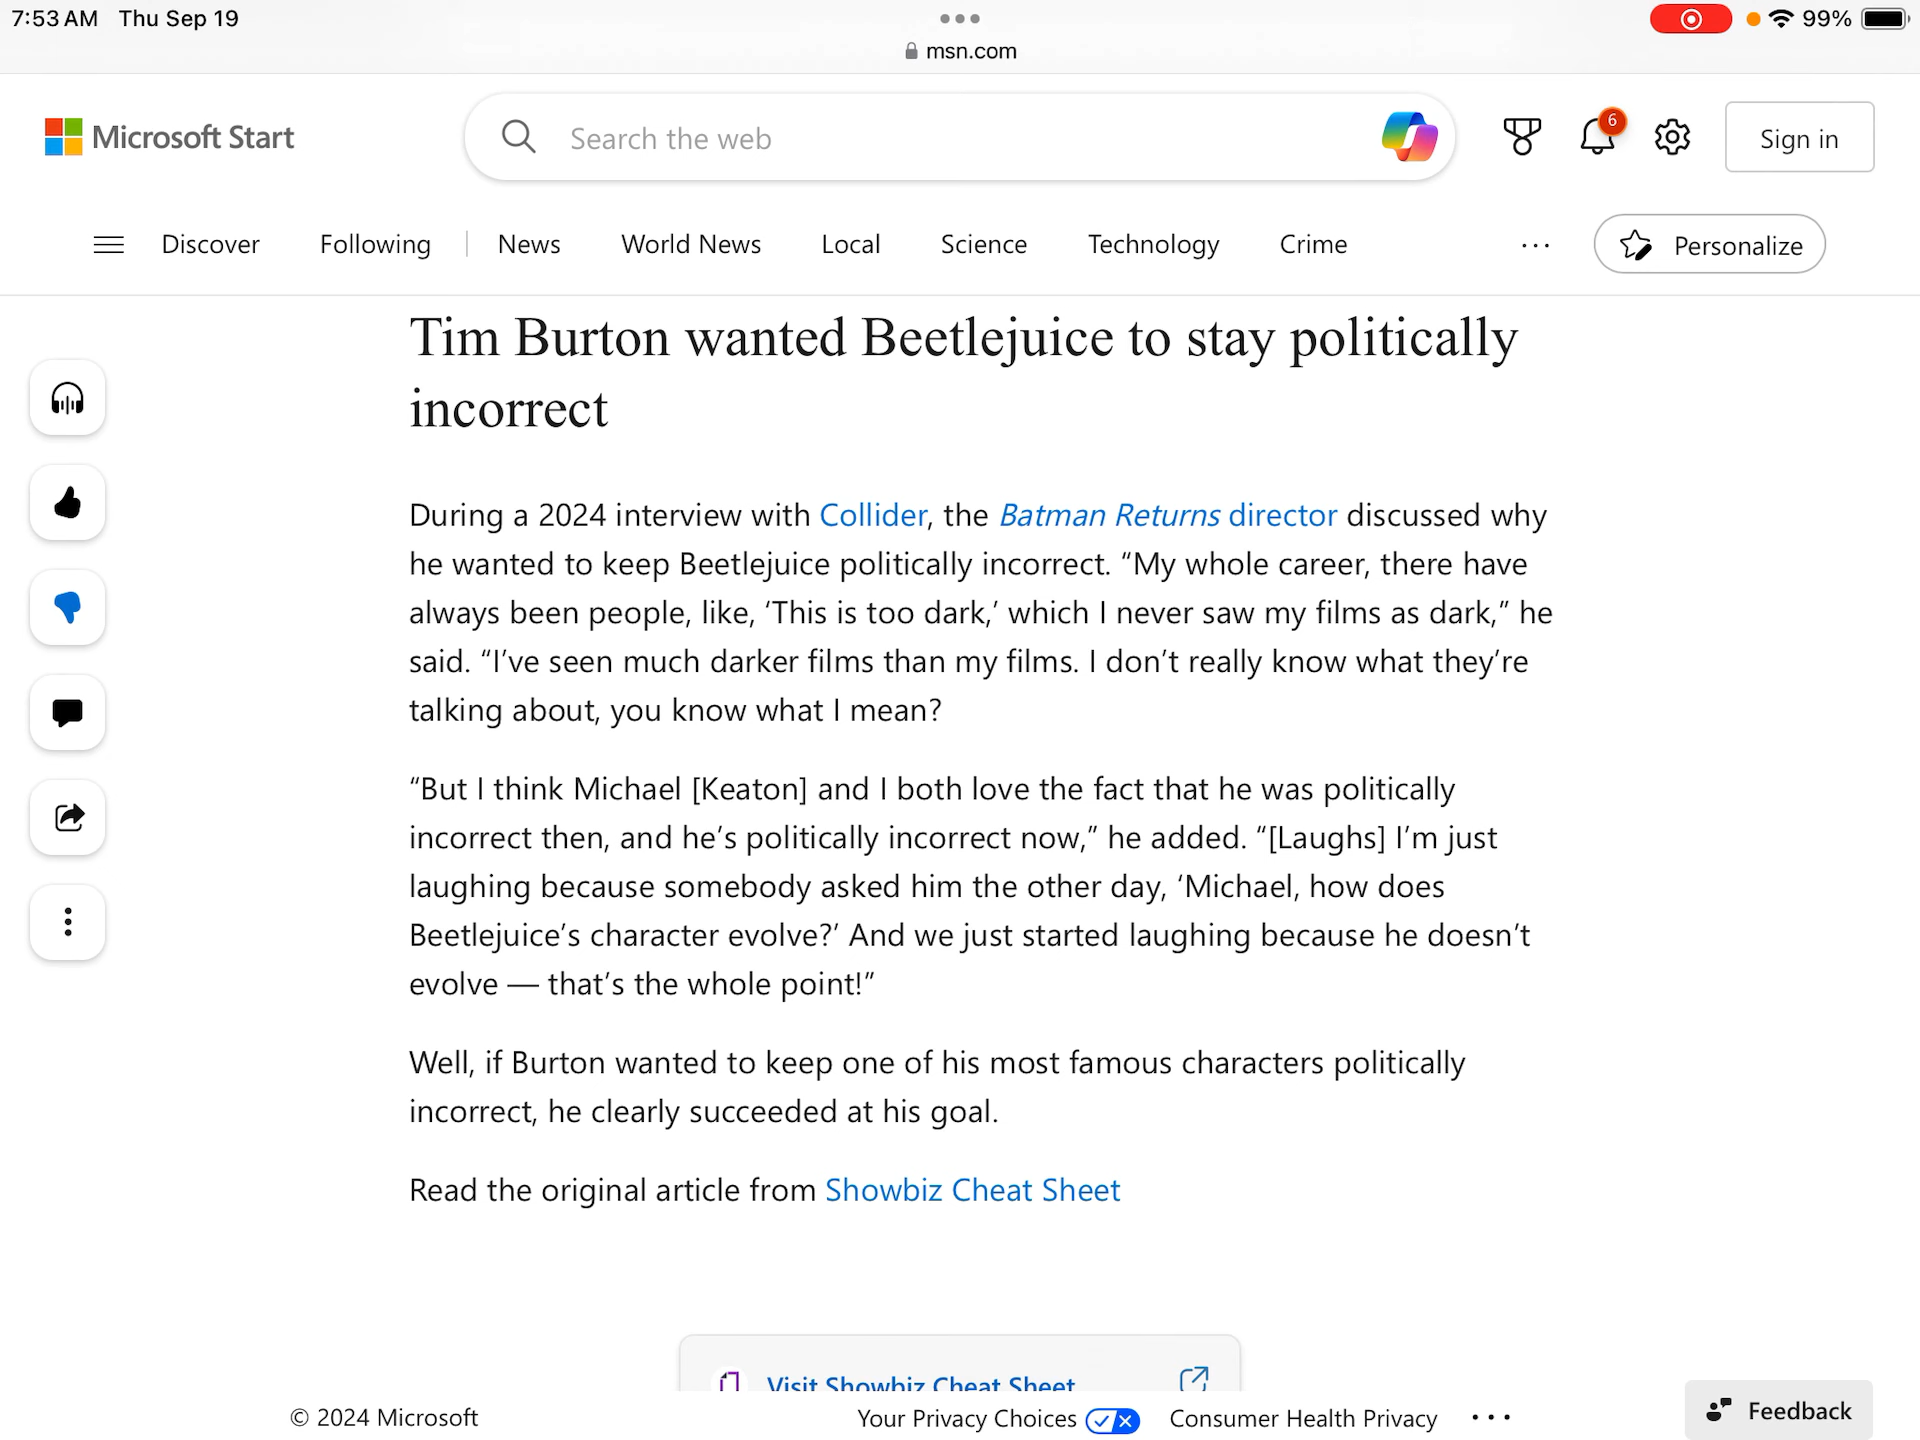 7:53 AM Thu Sep 19
99%
msn.com
Microsoft Start
Search the web
6
Sign in
Discover
Following
News
World News
Local
Science
Technology
Crime
Personalize
Tim Burton wanted Beetlejuice to stay politically
incorrect
During a 2024 interview with Collider, the Batman Returns director discussed why
he wanted to keep Beetlejuice politically incorrect. “My whole career, there have
always been people, like, ‘This is too dark,’ which I never saw my films as dark,” he
said. “I’ve seen much darker films than my films. I don’t really know what they’re
talking about, you know what I mean?
“But I think Michael [Keaton] and I both love the fact that he was politically
incorrect then, and he’s politically incorrect now,” he added. “[Laughs] I’m just
laughing because somebody asked him the other day, ‘Michael, how does
Beetlejuice’s character evolve?’ And we just started laughing because he doesn’t
evolve — that’s the whole point!”
Well, if Burton wanted to keep one of his most famous characters politically
incorrect, he clearly succeeded at his goal.
Read the original article from Showbiz Cheat Sheet
Visit Showbiz Cheat Sheet
© 2024 Microsoft
Your Privacy Choices
Consumer Health Privacy
Feedback